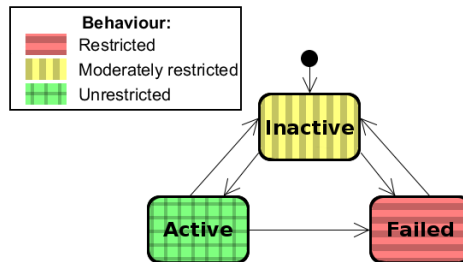 Behaviour:
Restricted
Moderately restricted
Unrestricted
Inactive
Active
Failed